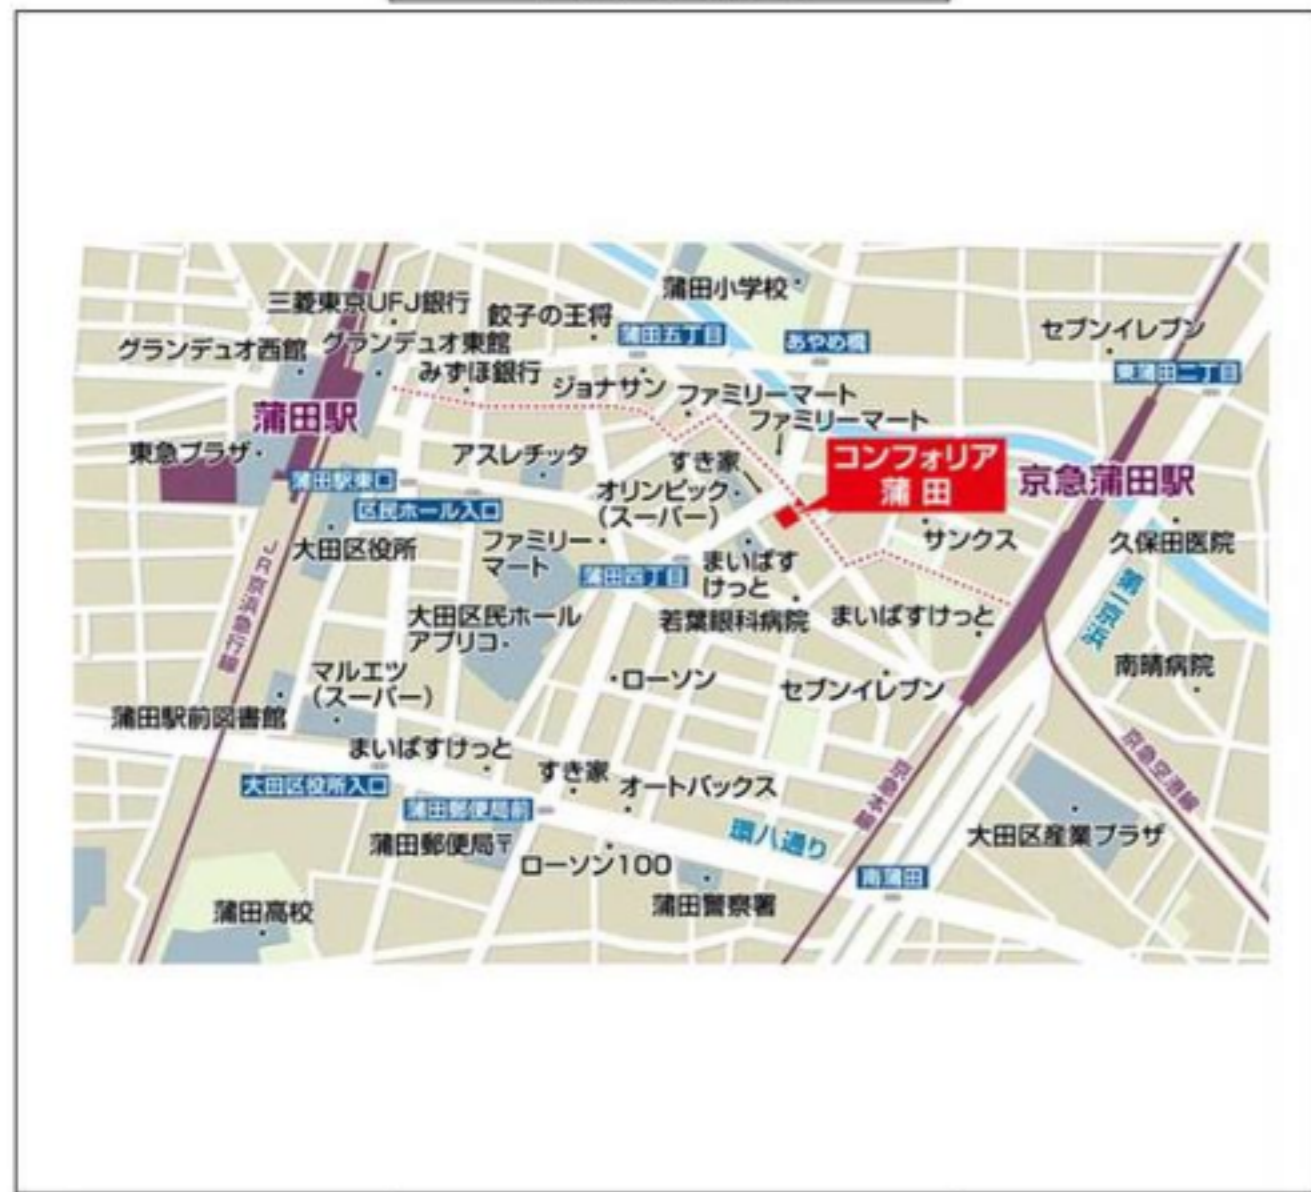 蒲田小学校
三菱東京UFJ銀行
餃子の王将
蒲田五丁目
あやめ橋
セブンイレブン
グランデュオ西館
グランデュオ東館
みずほ銀行
ジョナサン
ファミリーマート
東蒲田二丁目
ファミリーマート
蒲田駅
東急プラザ
アスレチッタ
すき家
コンフォリア
蒲田
京急蒲田駅
蒲田駅東口
オリンピック
(スーパー)
区民ホール入口
大田区役所
ファミリー
マート
サンクス
久保田医院
蒲田四丁目
まいばす
けっと
JR京浜急行線
大田区民ホール
アプリコ
若葉眼科病院
まいばすけっと
第一京浜
マルエツ
(スーパー)
ローソン
セブンイレブン
南晴病院
蒲田駅前図書館
まいばすけっと
すき家
オートバックス
京急本線
京急空港線
大田区役所入口
蒲田郵便局前
蒲田郵便局〒
ローソン100
環八通り
大田区産業プラザ
南蒲田
蒲田高校
蒲田警察署